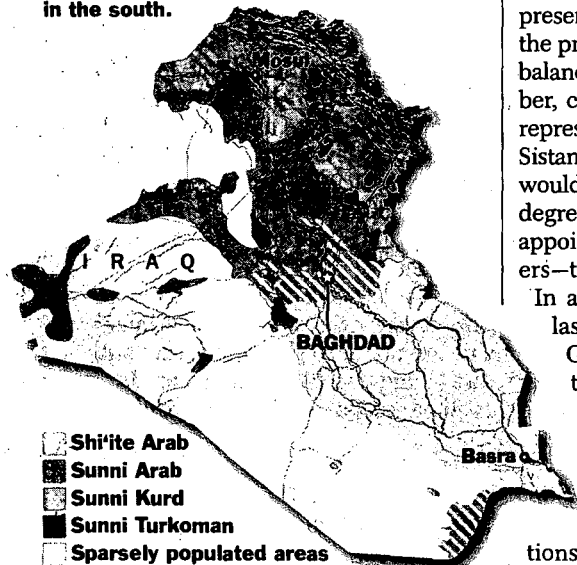 in the south.
Mosul
I R A Q
BAGHDAD
Basra
Shi'ite Arab
Sunni Arab
Sunni Kurd
Sunni Turkoman
Sparsely populated areas
presen
the pr
balanc
ber, c
repres
Sistan
would
degre
appoi
ers—t
In a
las
t
tions